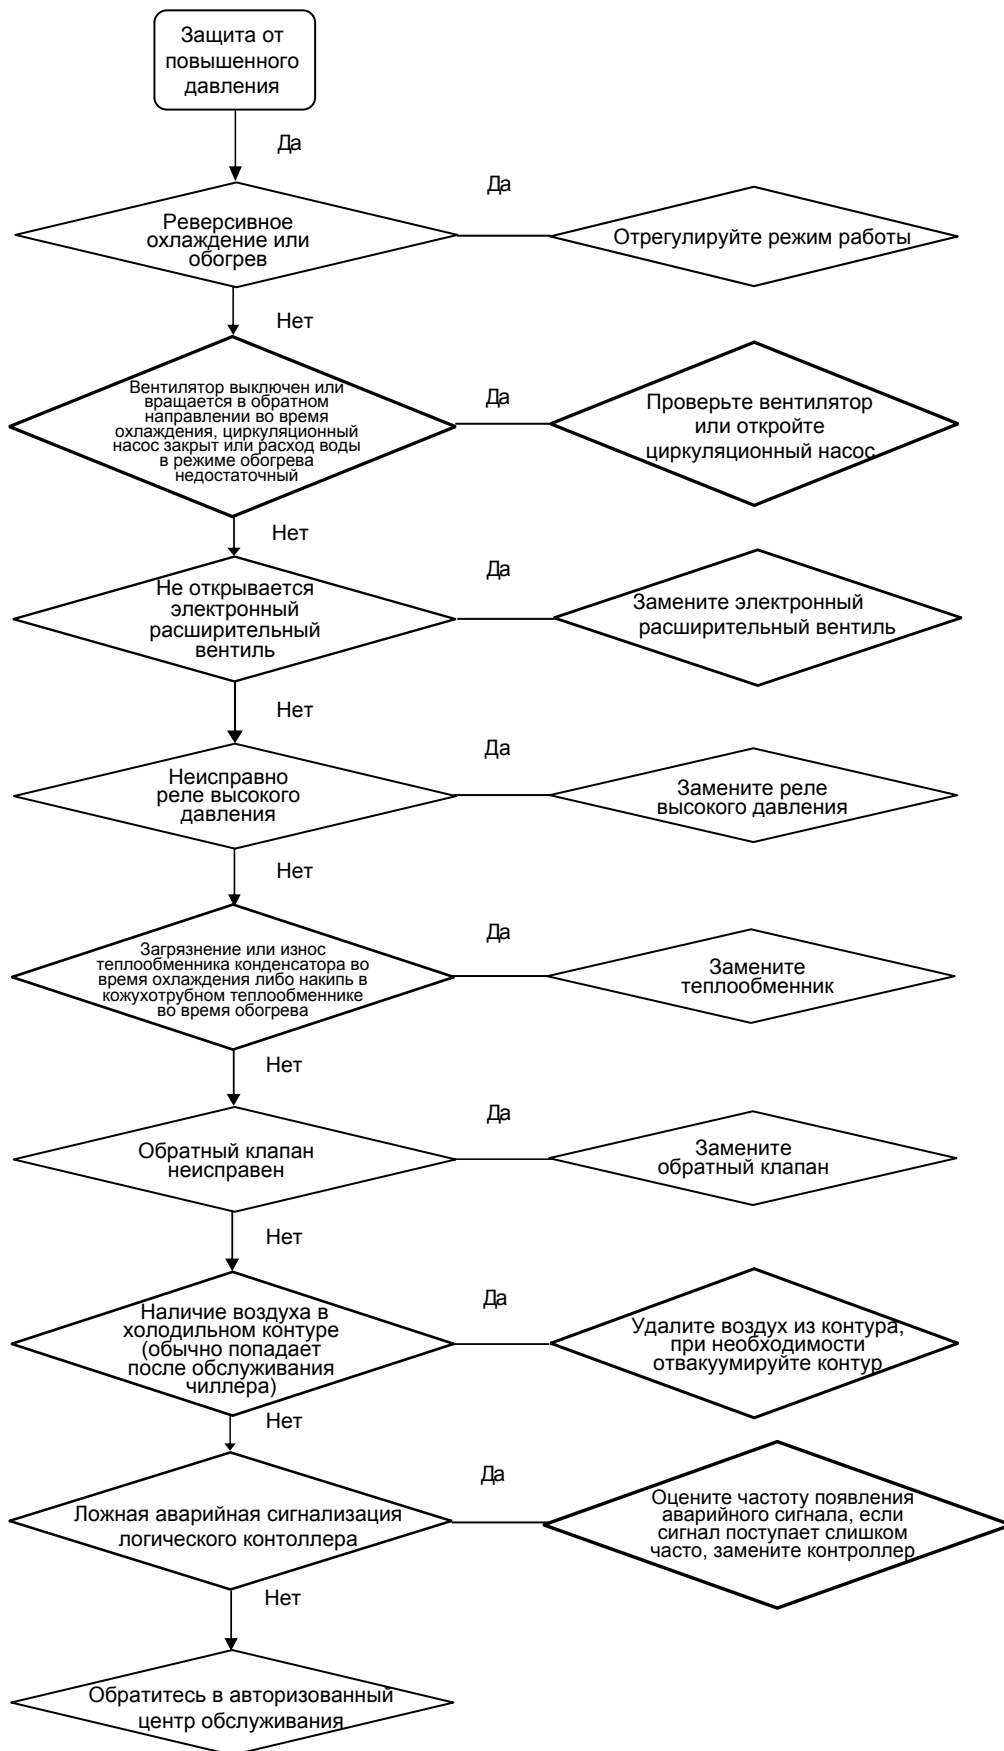 Защита от
повышенного
давления
Да
Реверсивное
охлаждение или
обогрев
Да
Отрегулируйте режим работы
Нет
Вентилятор выключен или
вращается в обратном
направлении во время
охлаждения, циркуляционный
насос закрыт или расход воды
в режиме обогрева
недостаточный
Да
Проверьте вентилятор
или откройте
циркуляционный насос
Нет
Не открывается
электронный
расширительный
вентиль
Да
Замените электронный
расширительный вентиль
Нет
Неисправно
реле высокого
давления
Да
Замените реле
высокого давления
Нет
Загрязнение или износ
теплообменника конденсатора во
время охлаждения либо накипь в
кожухотрубном теплообменнике
во время обогрева
Да
Замените
теплообменник
Нет
Обратный клапан
неисправен
Да
Замените
обратный клапан
Нет
Наличие воздуха в
холодильном контуре
(обычно попадает
после обслуживания
чиллера)
Да
Удалите воздух из контура,
при необходимости
отвакуумируйте контур
Нет
Ложная аварийная сигнализация
логического контоллера
Да
Оцените частоту появления
аварийного сигнала, если
сигнал поступает слишком
часто, замените контроллер
Нет
Обратитесь в авторизованный
центр обслуживания